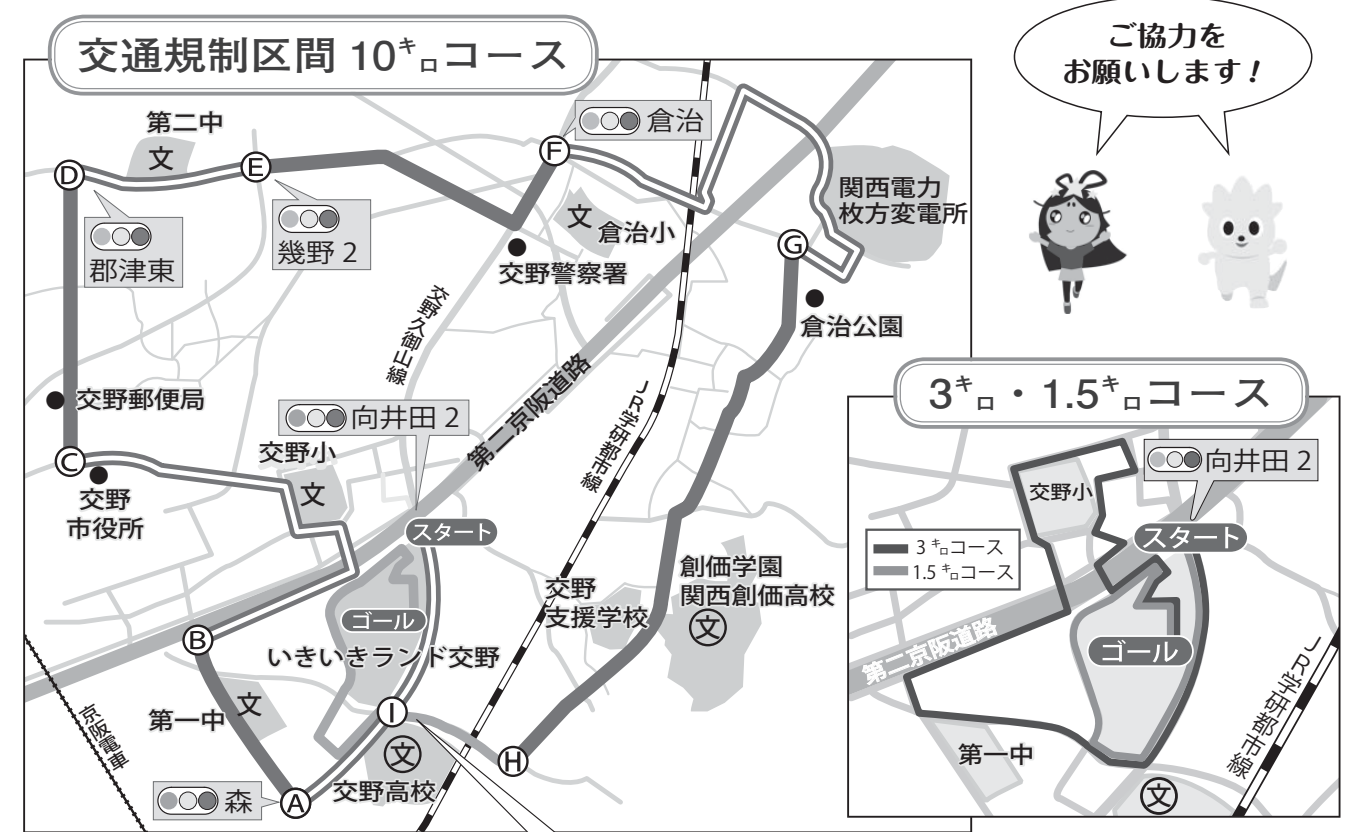 交通規制区間 10㌔コース
ご協力を
お願いします!
第二中
文
D
E
F
倉治
郡津東
幾野 2
文
倉治小
交野警察署
関西電力
枚方変電所
G
倉治公園
交野久御山線
第二京阪道路
JR学研都市線
交野郵便局
C
交野
市役所
向井田 2
交野小
文
スタート
ゴール
いきいきランド交野
B
第一中
文
京阪電車
森
A
I
文
交野高校
H
交野
支援学校
創価学園
関西創価高校
文
3㌔・1.5㌔コース
交野小
向井田 2
スタート
3 ㌔コース
1.5 ㌔コース
第二京阪道路
ゴール
第一中
文
JR学研都市線